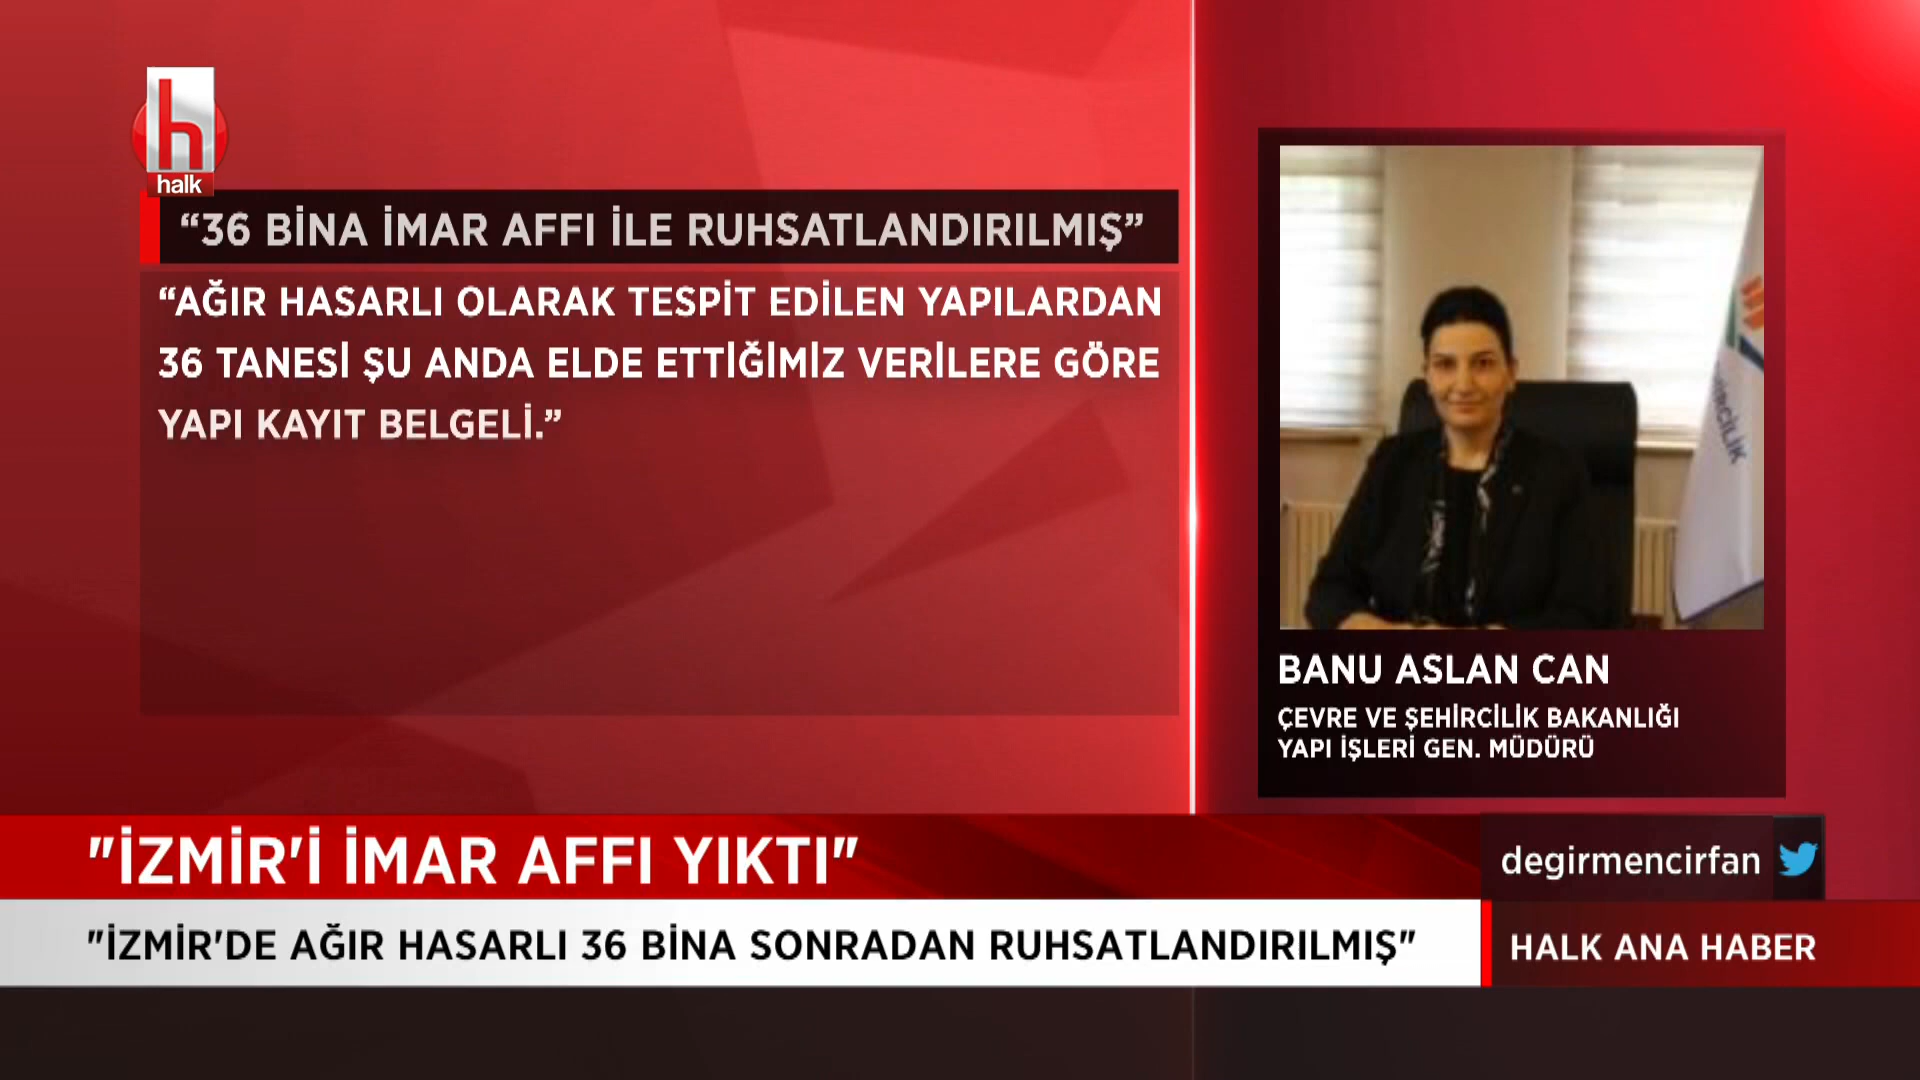 h
halk
“36 BİNA İMAR AFFI İLE RUHSATLANDIRILMIŞ”
“AĞIR HASARLI OLARAK TESPİT EDİLEN YAPILARDAN
36 TANESİ ŞU ANDA ELDE ETTİĞİMİZ VERİLERE GÖRE
YAPI KAYIT BELGELİ.”
BANU ASLAN CAN
ÇEVRE VE ŞEHİRCİLİK BAKANLIĞI
YAPI İŞLERİ GEN. MÜDÜRÜ
"İZMİR'İ İMAR AFFI YIKTI"
degirmencirfan
"İZMİR'DE AĞIR HASARLI 36 BİNA SONRADAN RUHSATLANDIRILMIŞ"
HALK ANA HABER